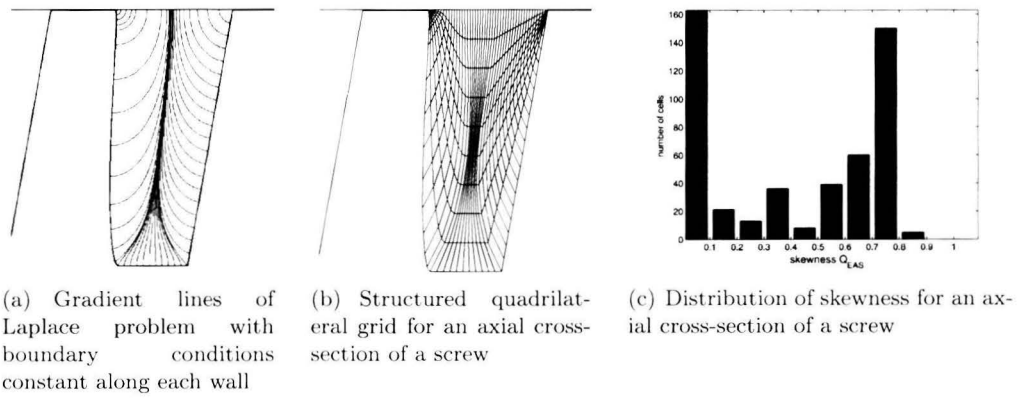 160
140
120
100
80
60
40
20
0
number of cells
0.1 0.2 0.3 0.4 0.5 0.6 0.7 0.8 0.9 1
skewness Q_EAS
(a) Gradient lines of
Laplace problem with
boundary conditions
constant along each wall
(b) Structured quadrilat-
eral grid for an axial cross-
section of a screw
(c) Distribution of skewness for an ax-
ial cross-section of a screw